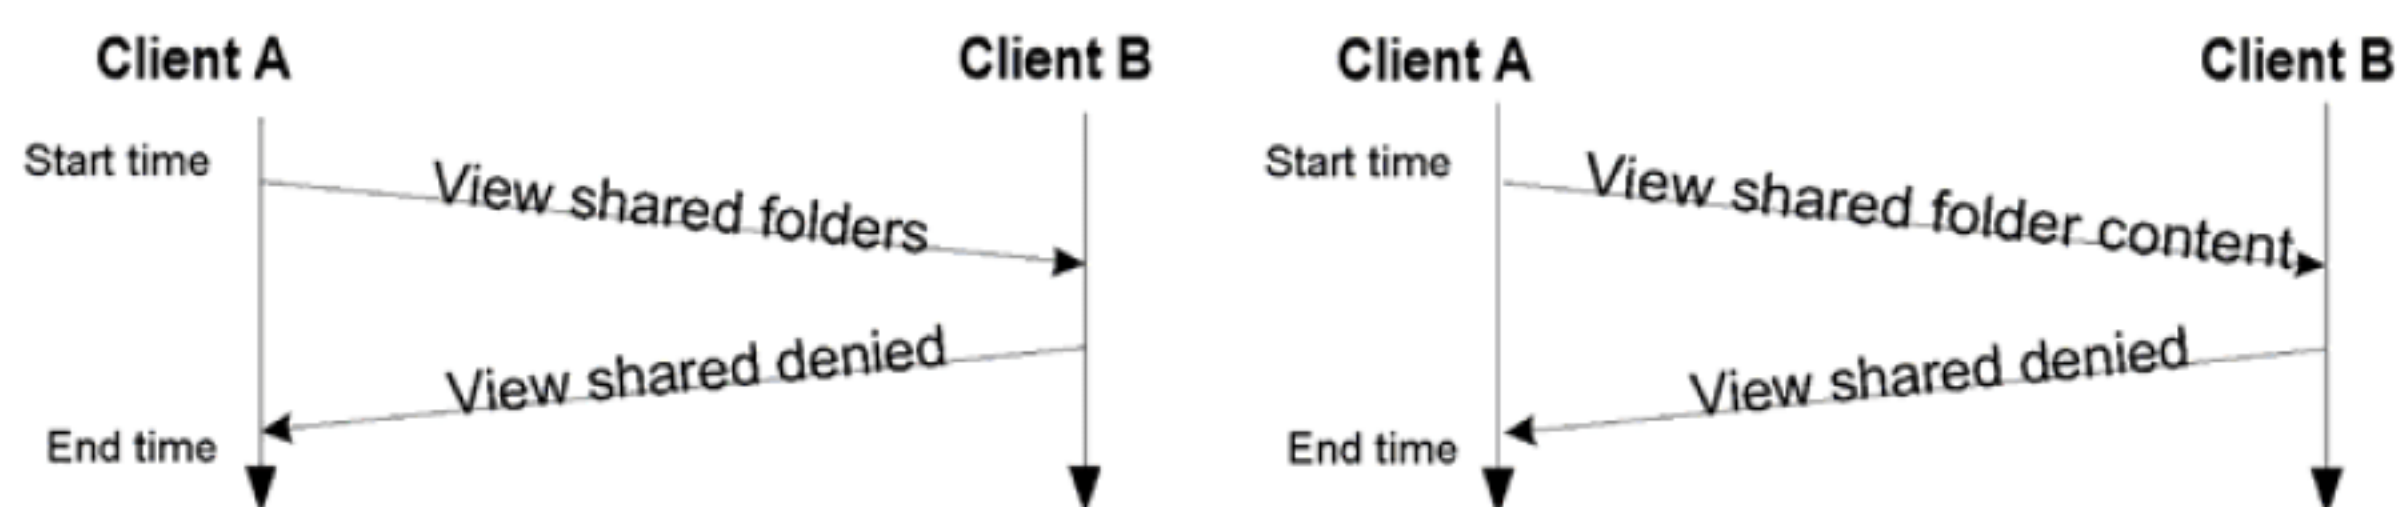 Client A
Client B
Start time
View shared folders
View shared denied
End time
Client A
Client B
Start time
View shared folder content
View shared denied
End time